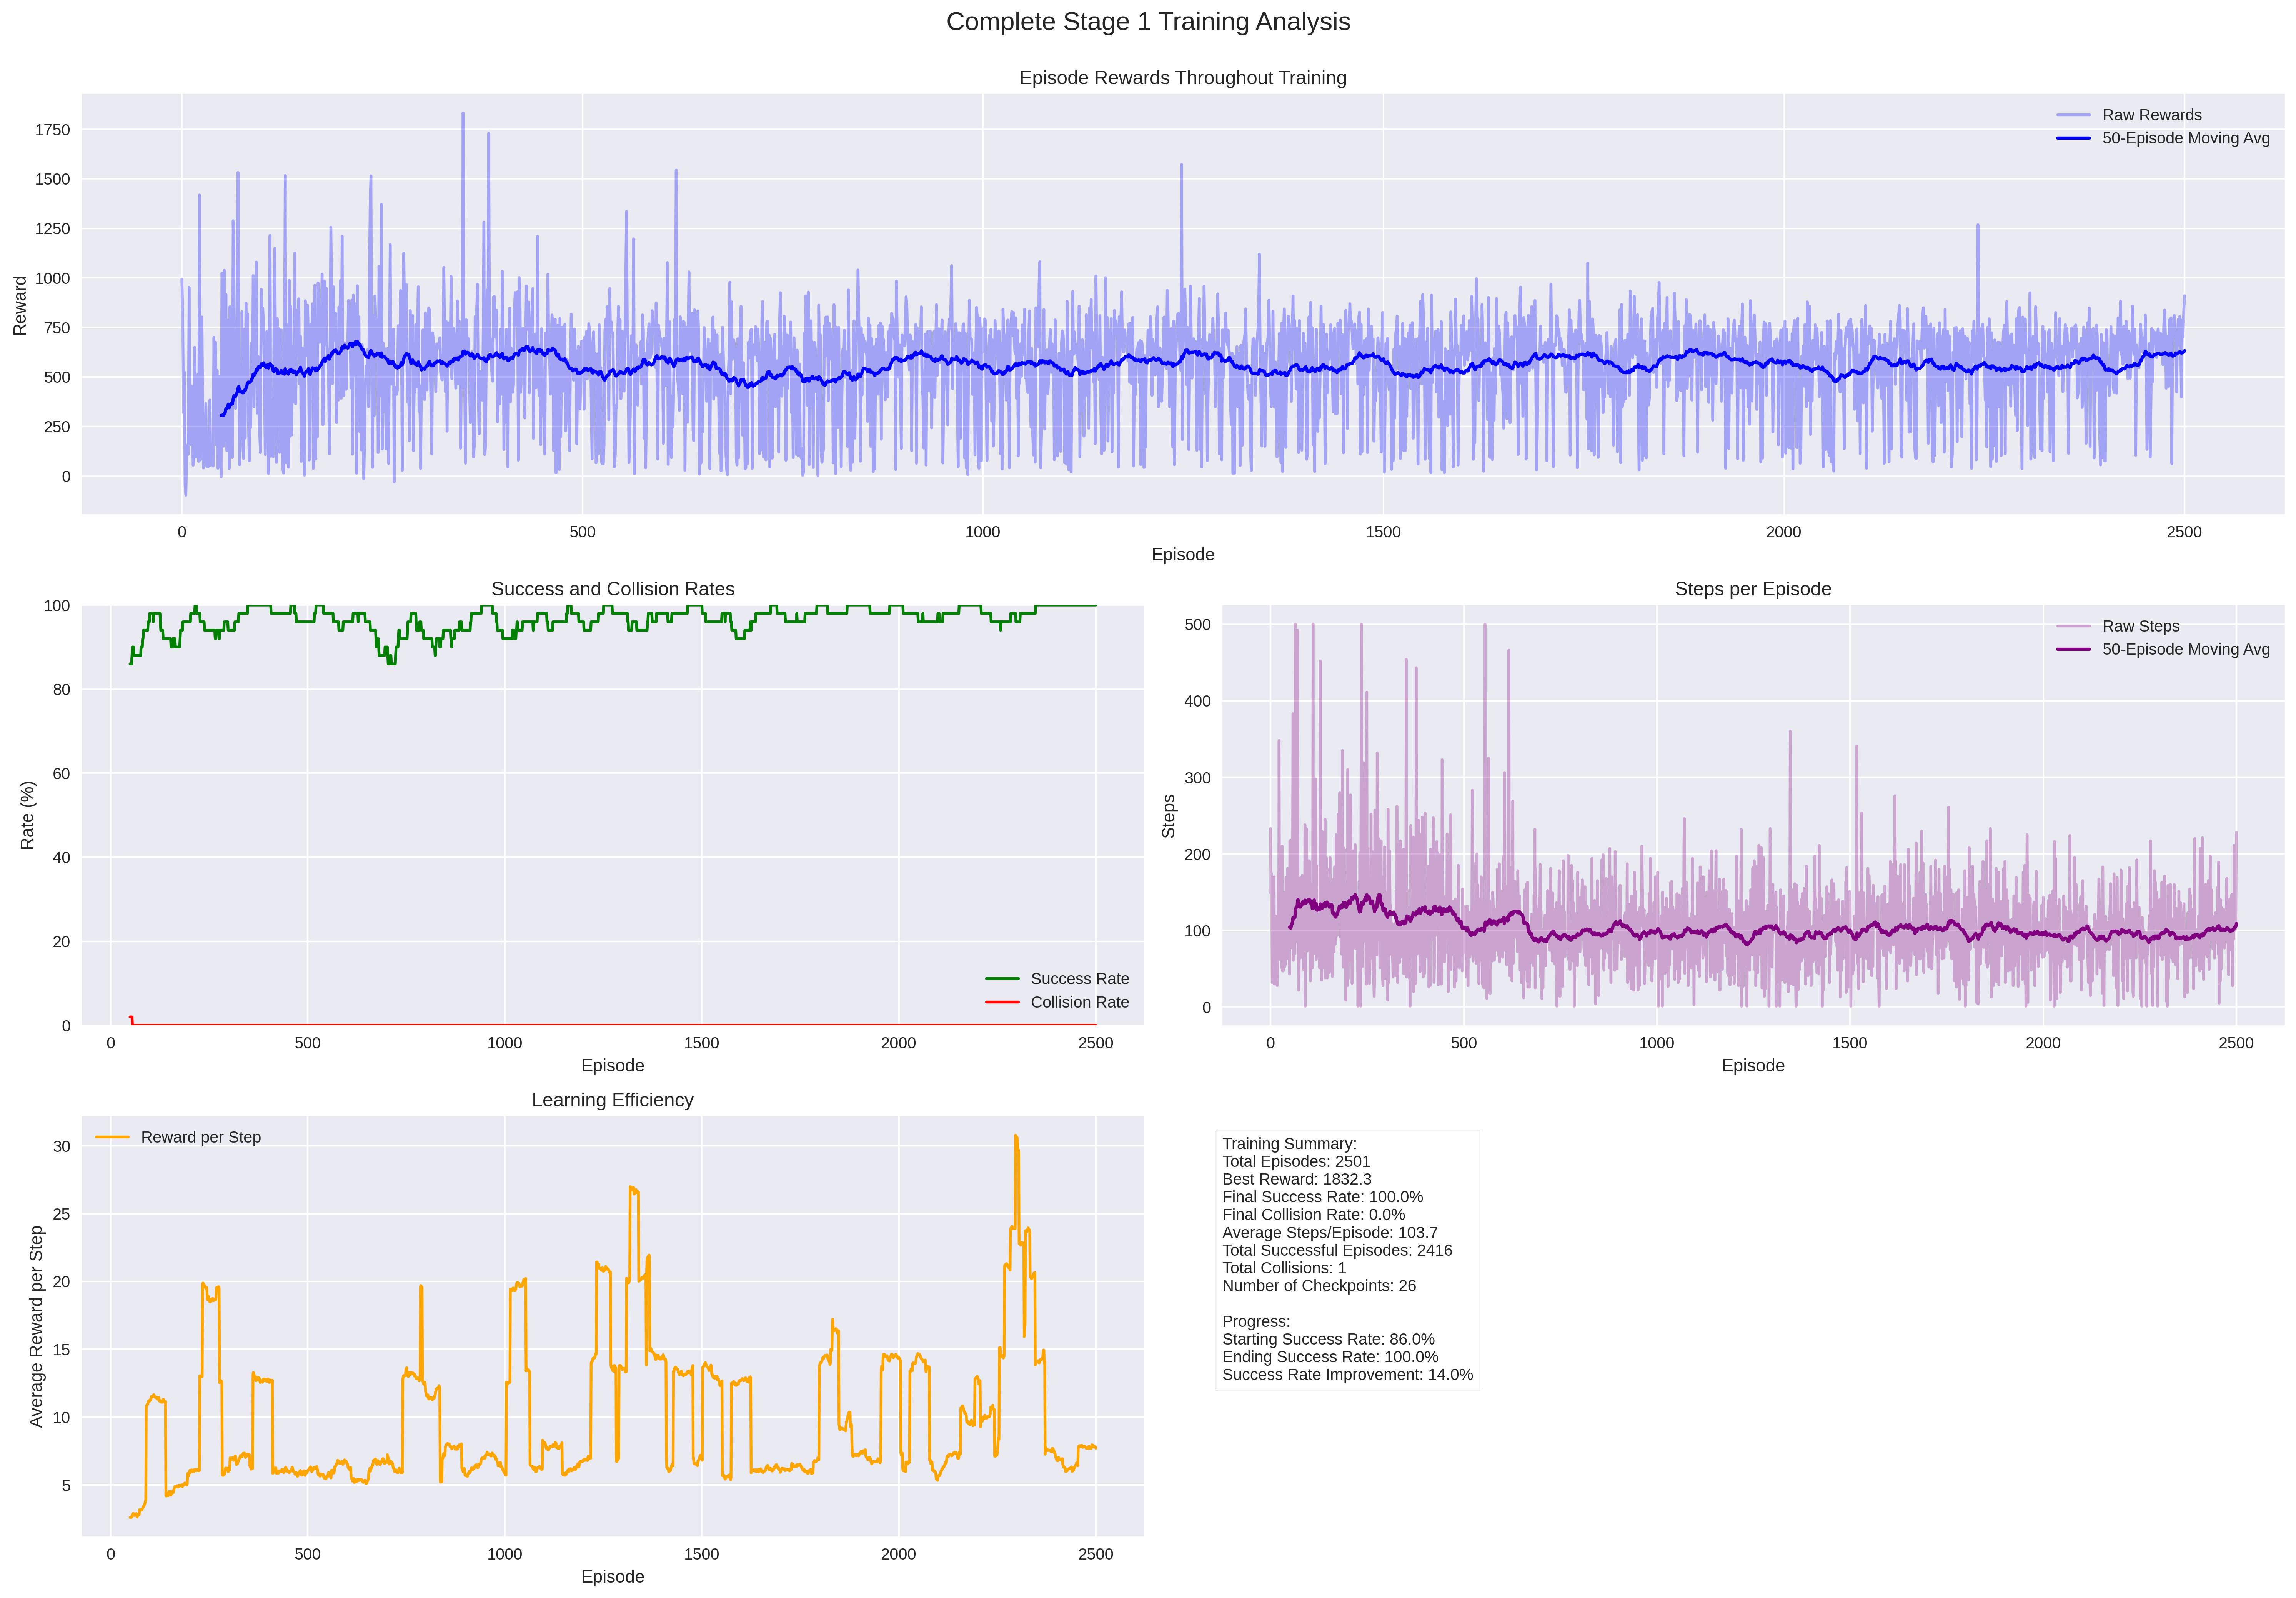 Complete Stage 1 Training Analysis
Episode Rewards Throughout Training
Reward
1750
1500
1250
1000
750
500
250
0
Raw Rewards
50-Episode Moving Avg
0 500 1000 1500 2000 2500
Episode
Success and Collision Rates
Rate (%)
100
80
60
40
20
0
Success Rate
Collision Rate
0 500 1000 1500 2000 2500
Episode
Steps per Episode
Steps
500
400
300
200
100
0
Raw Steps
50-Episode Moving Avg
0 500 1000 1500 2000 2500
Episode
Learning Efficiency
Average Reward per Step
30
25
20
15
10
5
Reward per Step
0 500 1000 1500 2000 2500
Episode
Training Summary:
Total Episodes: 2501
Best Reward: 1832.3
Final Success Rate: 100.0%
Final Collision Rate: 0.0%
Average Steps/Episode: 103.7
Total Successful Episodes: 2416
Total Collisions: 1
Number of Checkpoints: 26
Progress:
Starting Success Rate: 86.0%
Ending Success Rate: 100.0%
Success Rate Improvement: 14.0%